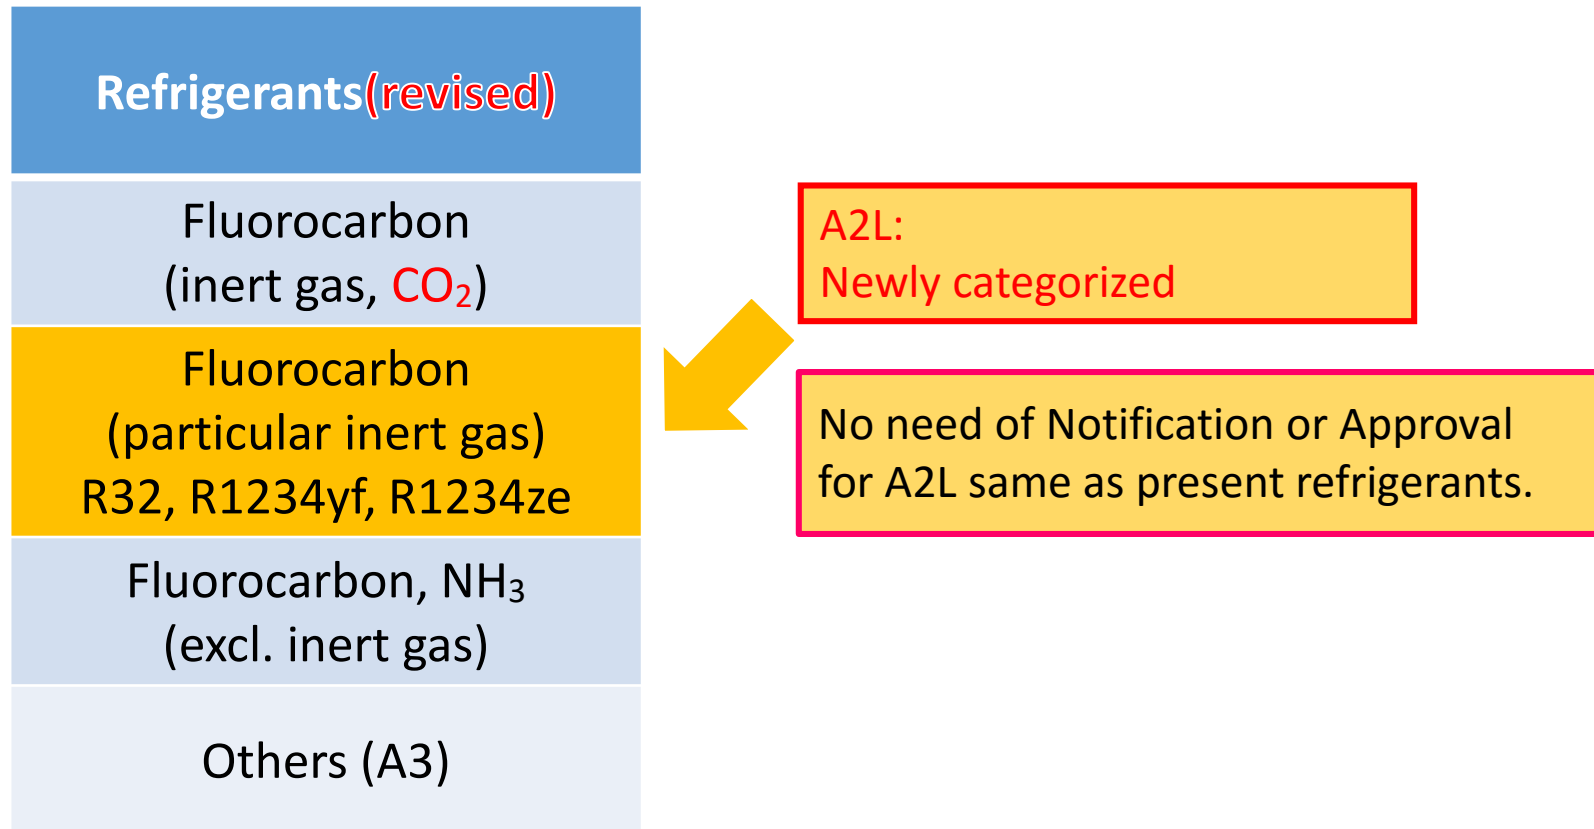 Refrigerants(revised)
Fluorocarbon
(inert gas, CO₂)
Fluorocarbon
(particular inert gas)
R32, R1234yf, R1234ze
Fluorocarbon, NH₃
(excl. inert gas)
Others (A3)
A2L:
Newly categorized
No need of Notification or Approval
for A2L same as present refrigerants.